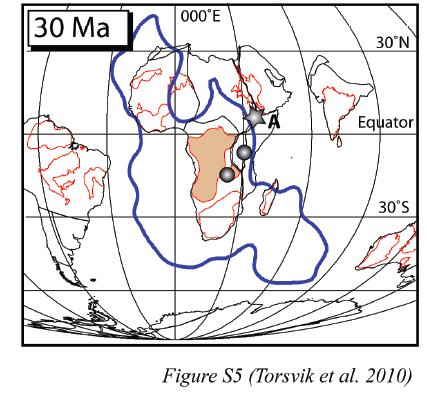 30 Ma
000°E
30°N
A
Equator
30°S
Figure S5 (Torsvik et al. 2010)